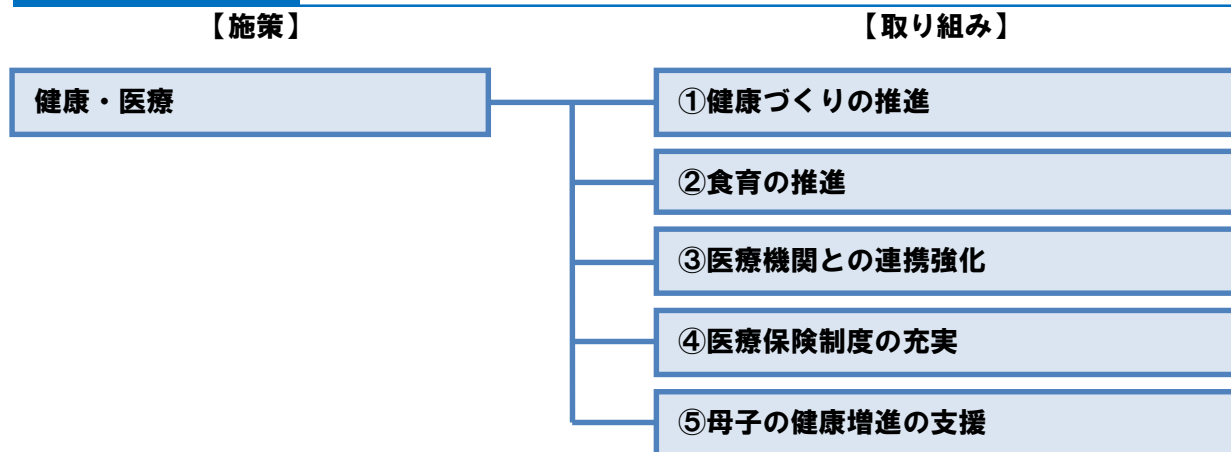 【施策】
【取り組み】
健康・医療
①健康づくりの推進
②食育の推進
③医療機関との連携強化
④医療保険制度の充実
⑤母子の健康増進の支援